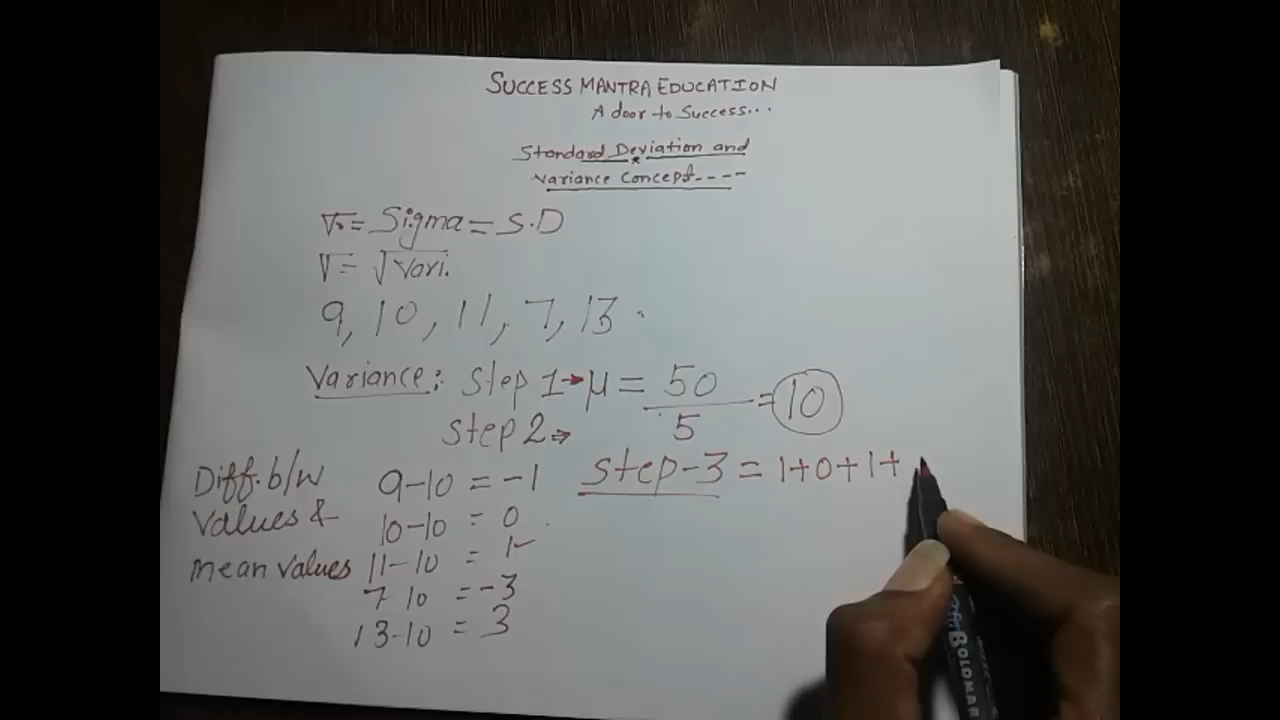 SUCCESS MANTRA EDUCATION
A door to Success...
Standard Deviation and
Variance Concept----
σ = Sigma = S.D
σ = √Vari.
9, 10, 11, 7, 13.
Variance: Step 1→ μ = 50/5 = 10
Step 2 ⇒
Diff. b/w
values &
mean values
9-10 = -1
10-10 = 0
11-10 = 1
7-10 = -3
13-10 = 3
Step-3 = 1+0+1+
BOLDMAR